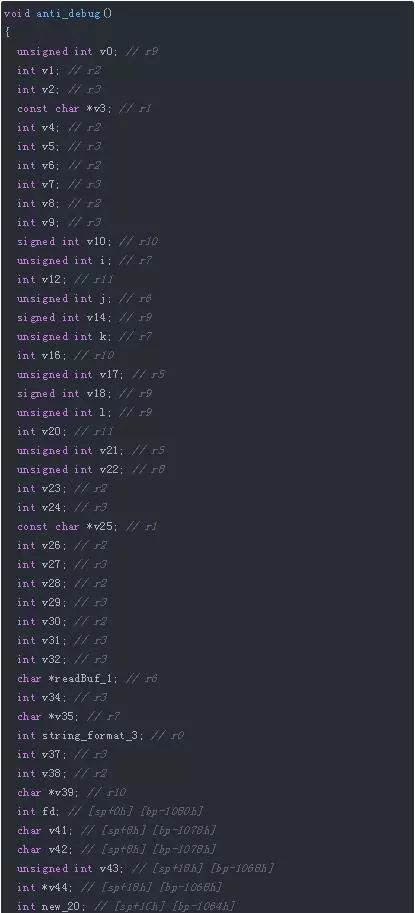 void anti_debug()
{
unsigned int v0; // r9
int v1; // r2
int v2; // r3
const char *v3; // r1
int v4; // r2
int v5; // r3
int v6; // r2
int v7; // r3
int v8; // r2
int v9; // r3
signed int v10; // r10
unsigned int i; // r7
int v12; // r11
unsigned int j; // r6
signed int v14; // r9
unsigned int k; // r7
int v16; // r10
unsigned int v17; // r5
signed int v18; // r9
unsigned int l; // r9
int v20; // r11
unsigned int v21; // r5
unsigned int v22; // r8
int v23; // r2
int v24; // r3
const char *v25; // r1
int v26; // r2
int v27; // r3
int v28; // r2
int v29; // r3
int v30; // r2
int v31; // r3
int v32; // r3
char *readBuf_1; // r6
int v34; // r3
char *v35; // r7
int string_format_3; // r0
int v37; // r3
int v38; // r2
char *v39; // r10
int fd; // [sp+0h] [bp-1080h]
char v41; // [sp+8h] [bp-1078h]
char v42; // [sp+8h] [bp-1078h]
unsigned int v43; // [sp+18h] [bp-1068h]
int *v44; // [sp+18h] [bp-1068h]
int new_20; // [sp+1Ch] [bp-1064h]